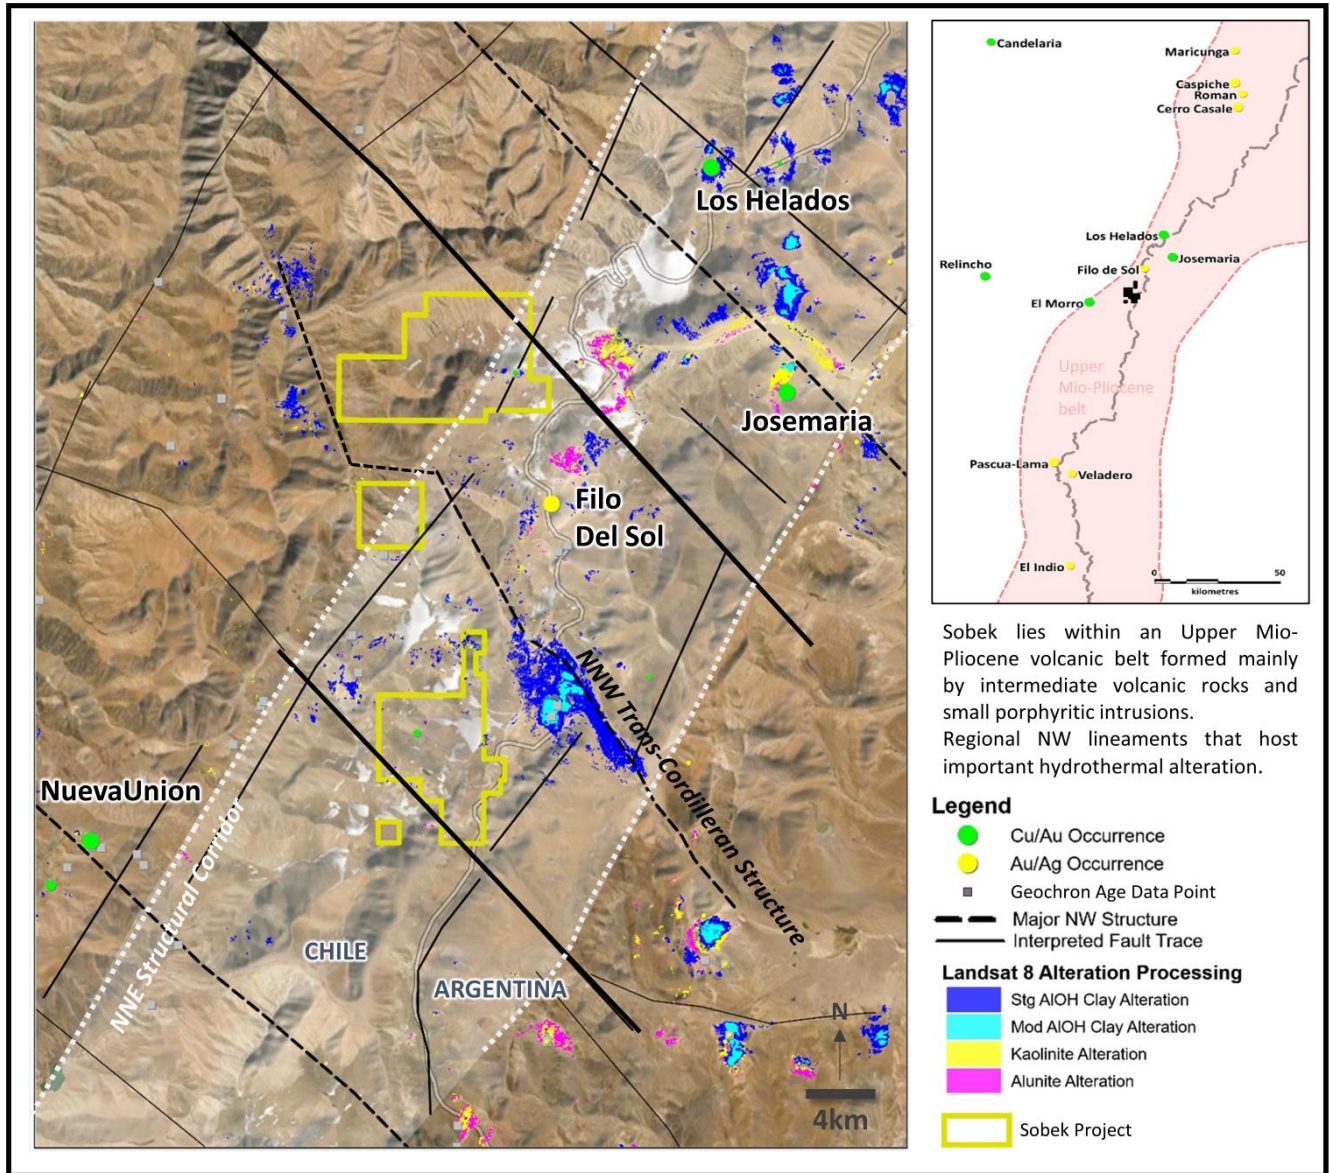 Los Helados
Josemaria
Filo
Del Sol
NNW Trans-Cordilleran Structure
NuevaUnion
NNE Structural Corridor
CHILE
ARGENTINA
N
4km
Candelaria
Maricunga
Caspiche
Roman
Cerro Casale
Los Helados
Josemaria
Relincho
Filo de Sol
El Morro
Upper
Mio-Pliocene
belt
Pascua-Lama
Veladero
El Indio
0 50
kilometres
Sobek lies within an Upper Mio-
Pliocene volcanic belt formed mainly
by intermediate volcanic rocks and
small porphyritic intrusions.
Regional NW lineaments that host
important hydrothermal alteration.
Legend
Cu/Au Occurrence
Au/Ag Occurrence
Geochron Age Data Point
Major NW Structure
Interpreted Fault Trace
Landsat 8 Alteration Processing
Stg AlOH Clay Alteration
Mod AlOH Clay Alteration
Kaolinite Alteration
Alunite Alteration
Sobek Project